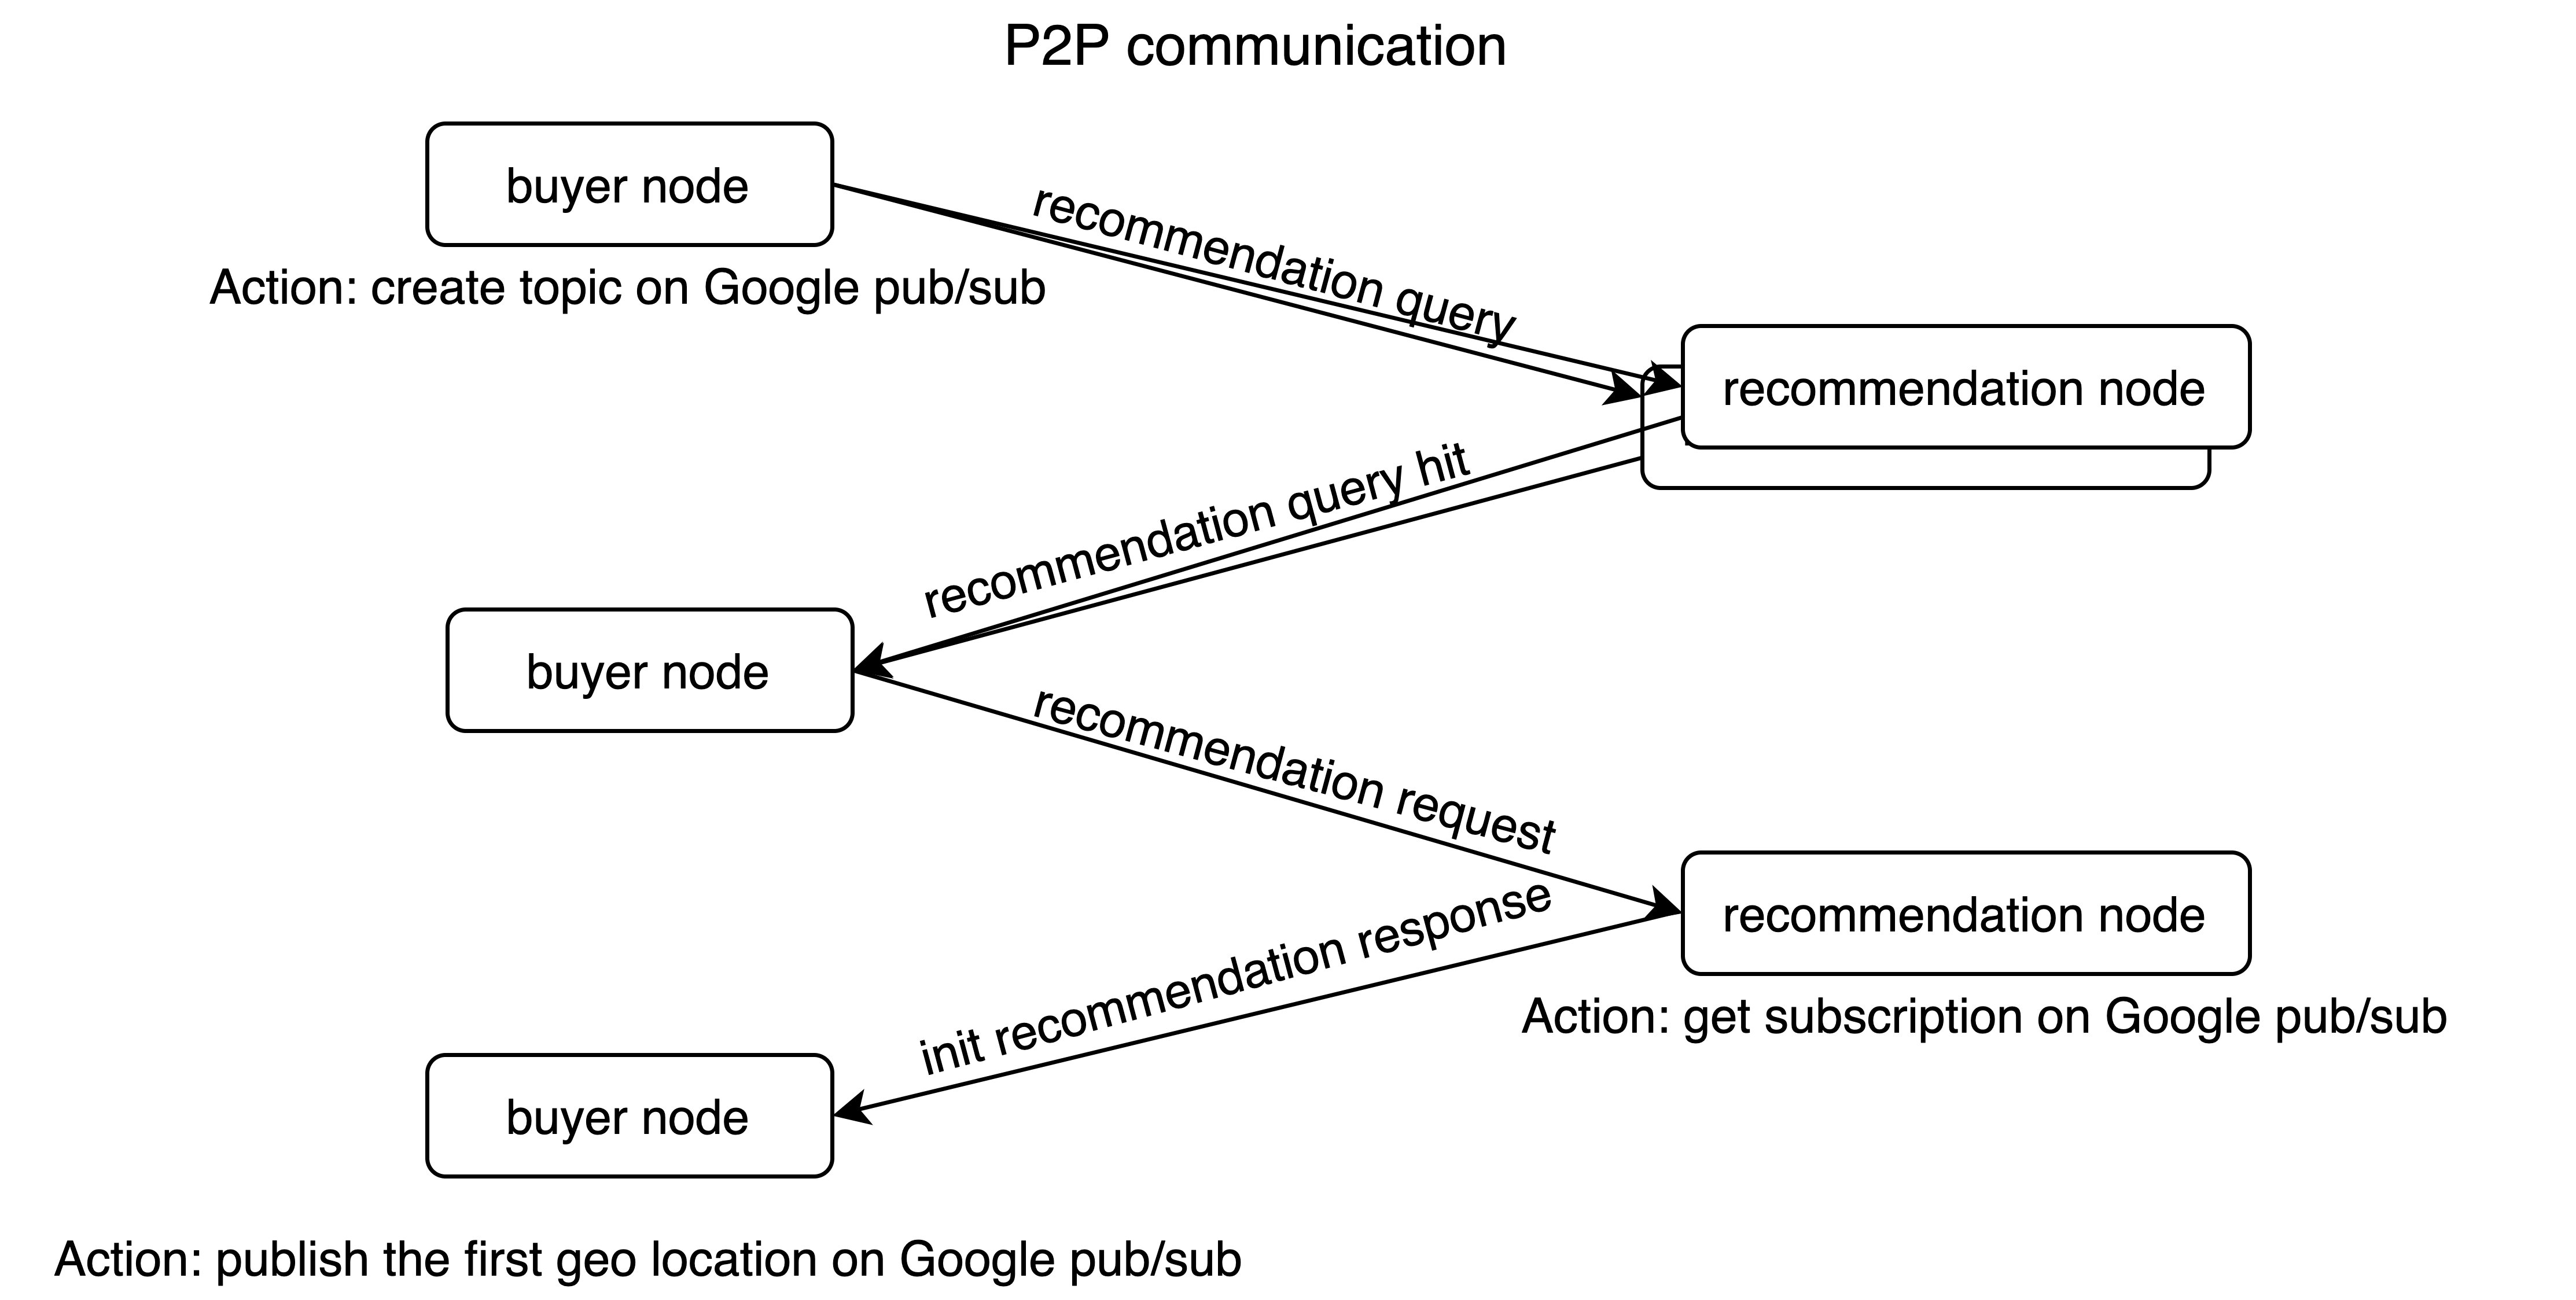 P2P communication
buyer node
Action: create topic on Google pub/sub
recommendation query
recommendation node
recommendation query hit
buyer node
recommendation request
recommendation node
Action: get subscription on Google pub/sub
init recommendation response
buyer node
Action: publish the first geo location on Google pub/sub